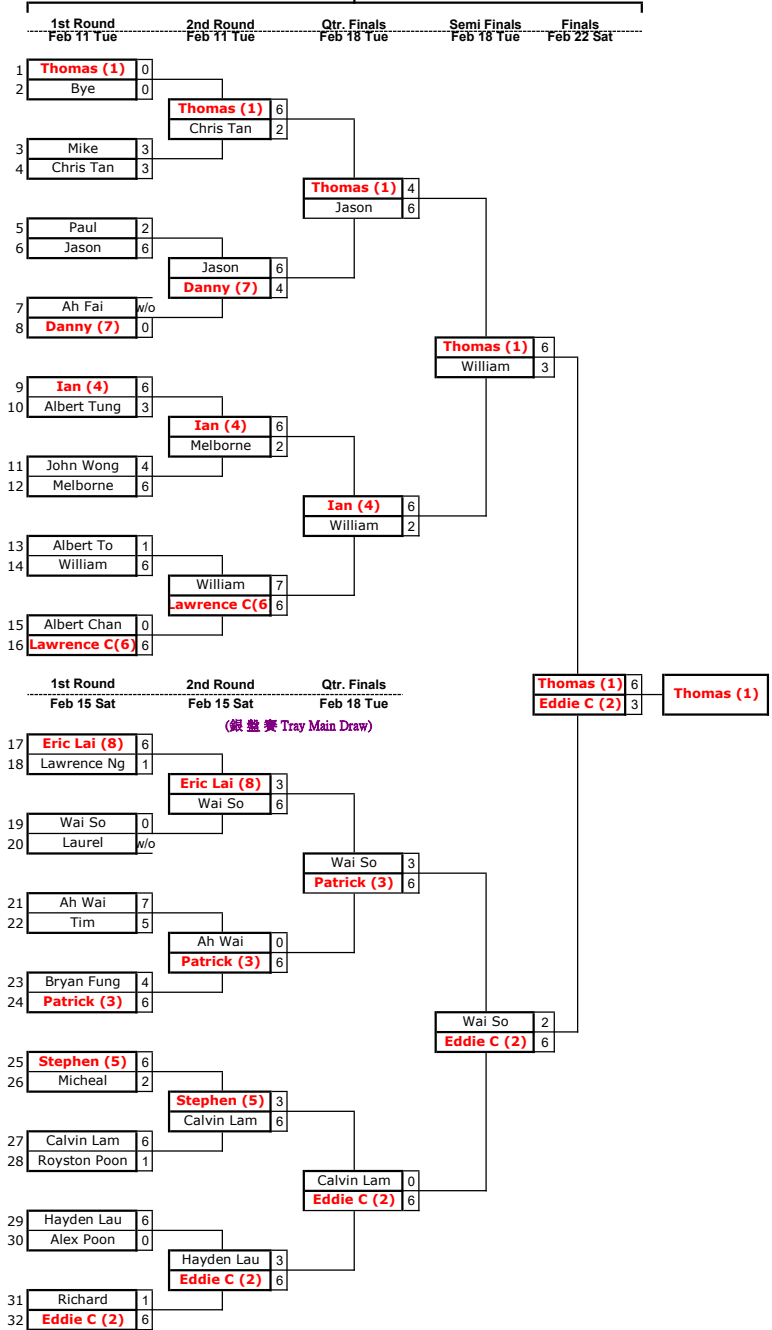 1st Round 2nd Round Qtr. Finals Semi Finals Finals
Feb 11 Tue Feb 11 Tue Feb 18 Tue Feb 18 Tue Feb 22 Sat
1 Thomas (1) 0
2 Bye 0
Thomas (1) 6
Chris Tan 2
3 Mike 3
4 Chris Tan 3
Thomas (1) 4
Jason 6
5 Paul 2
6 Jason 6
Jason 6
Danny (7) 4
7 Ah Fai w/o
8 Danny (7) 0
Thomas (1) 6
William 3
9 Ian (4) 6
10 Albert Tung 3
Ian (4) 6
Melborne 2
11 John Wong 4
12 Melborne 6
Ian (4) 6
William 2
13 Albert To 1
14 William 6
William 7
Lawrence C(6 6
15 Albert Chan 0
16 Lawrence C(6) 6
1st Round 2nd Round Qtr. Finals
Feb 15 Sat Feb 15 Sat Feb 18 Tue
Thomas (1) 6
Eddie C (2) 3
Thomas (1)
(銀 盤 賽 Tray Main Draw)
17 Eric Lai (8) 6
18 Lawrence Ng 1
Eric Lai (8) 3
Wai So 6
19 Wai So 0
20 Laurel w/o
Wai So 3
Patrick (3) 6
21 Ah Wai 7
22 Tim 5
Ah Wai 0
Patrick (3) 6
23 Bryan Fung 4
24 Patrick (3) 6
Wai So 2
Eddie C (2) 6
25 Stephen (5) 6
26 Micheal 2
Stephen (5) 3
Calvin Lam 6
27 Calvin Lam 6
28 Royston Poon 1
Calvin Lam 0
Eddie C (2) 6
29 Hayden Lau 6
30 Alex Poon 0
Hayden Lau 3
Eddie C (2) 6
31 Richard 1
32 Eddie C (2) 6